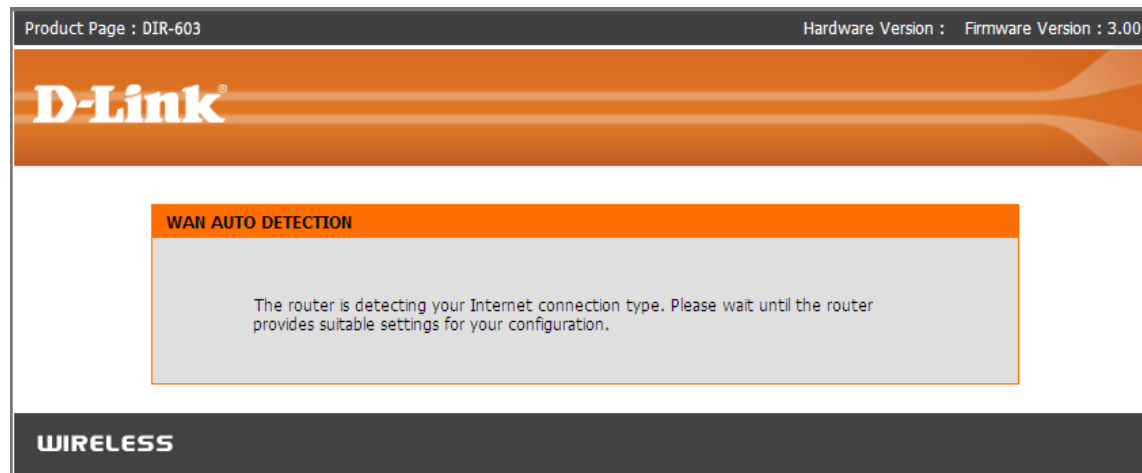 Product Page : DIR-603
Hardware Version : Firmware Version : 3.00
D-Link®
WAN AUTO DETECTION
The router is detecting your Internet connection type. Please wait until the router
provides suitable settings for your configuration.
WIRELESS